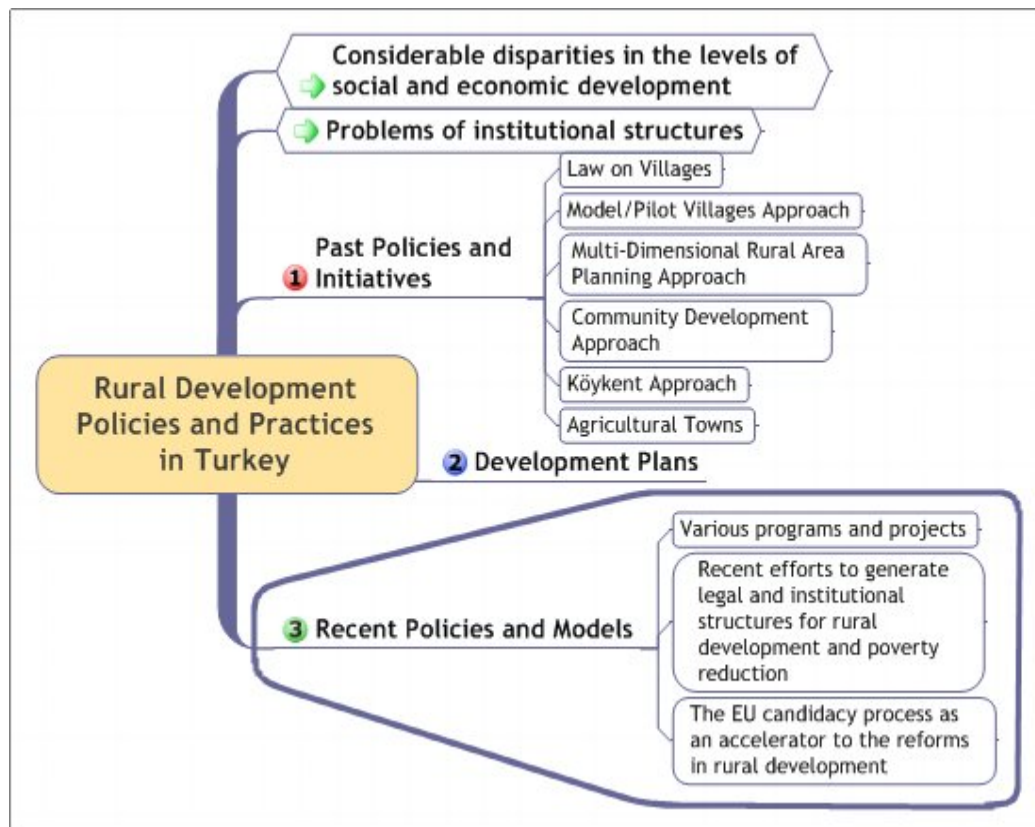 Considerable disparities in the levels of
social and economic development
Problems of institutional structures
Law on Villages
Model/Pilot Villages Approach
Past Policies and
1 Initiatives
Multi-Dimensional Rural Area
Planning Approach
Community Development
Approach
Köykent Approach
Agricultural Towns
Rural Development
Policies and Practices
in Turkey
2 Development Plans
Various programs and projects
Recent efforts to generate
legal and institutional
structures for rural
development and poverty
reduction
3 Recent Policies and Models
The EU candidacy process as
an accelerator to the reforms
in rural development